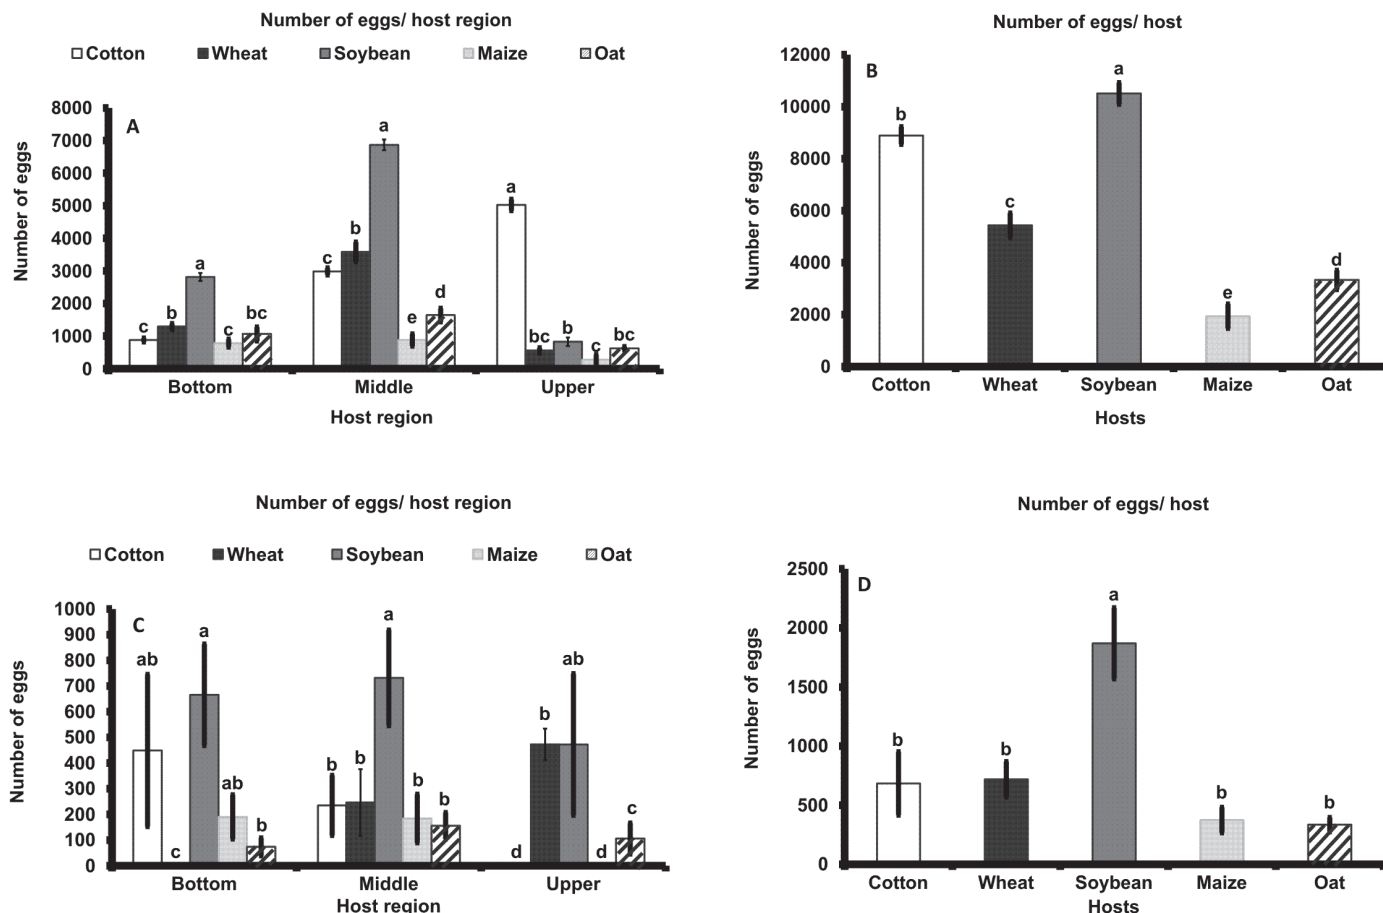 Number of eggs/ host region
Cotton Wheat Soybean Maize Oat
A
8000
7000
6000
5000
4000
3000
2000
1000
0
Number of eggs
c b a c bc
c b a e d
a bc b c bc
Bottom Middle Upper
Host region
Number of eggs/ host
B
12000
10000
8000
6000
4000
2000
0
Number of eggs
b c a e d
Cotton Wheat Soybean Maize Oat
Hosts
Number of eggs/ host region
Cotton Wheat Soybean Maize Oat
C
1000
900
800
700
600
500
400
300
200
100
0
Number of eggs
ab c a ab b
b b a b b
d b ab d c
Bottom Middle Upper
Host region
Number of eggs/ host
D
2500
2000
1500
1000
500
0
Number of eggs
b b a b b
Cotton Wheat Soybean Maize Oat
Hosts